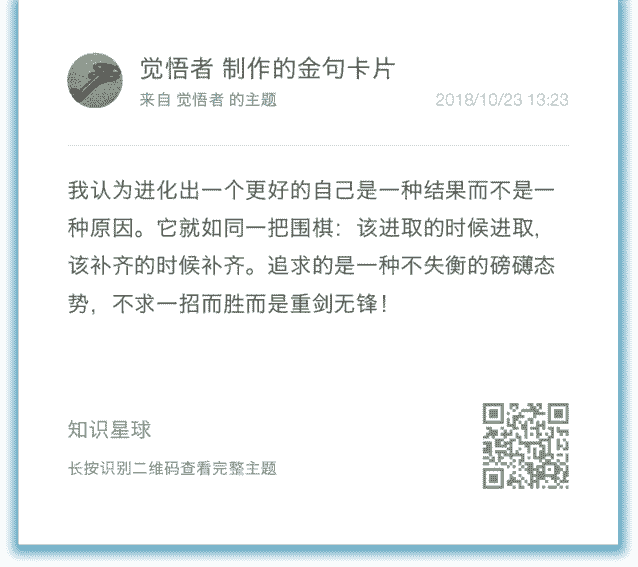 觉悟者 制作的金句卡片
来自 觉悟者 的主题
2018/10/23 13:23
我认为进化出一个更好的自己是一种结果而不是一
种原因。它就如同一把围棋：该进取的时候进取，
该补齐的时候补齐。追求的是一种不失衡的磅礴态
势，不求一招而胜而是重剑无锋！
知识星球
长按识别二维码查看完整主题